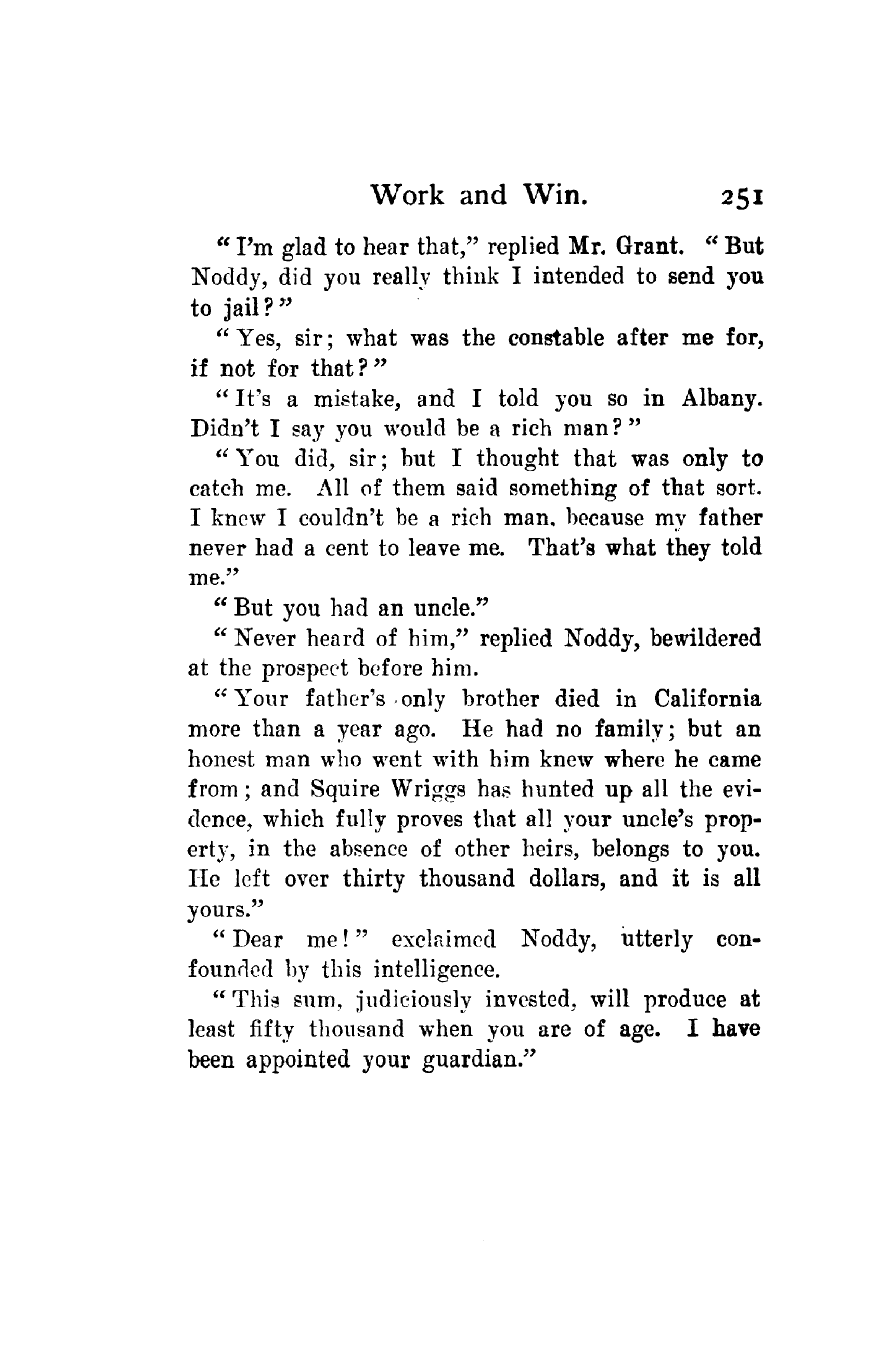 Work and Win. 251
“I'm glad to hear that,” replied Mr. Grant. “But
Noddy, did you really think I intended to send you
to jail?”
“Yes, sir; what was the constable after me for,
if not for that?”
“It's a mistake, and I told you so in Albany.
Didn't I say you would be a rich man?”
“You did, sir; but I thought that was only to
catch me. All of them said something of that sort.
I knew I couldn't be a rich man, because my father
never had a cent to leave me. That's what they told
me.”
“But you had an uncle.”
“Never heard of him,” replied Noddy, bewildered
at the prospect before him.
“Your father's only brother died in California
more than a year ago. He had no family; but an
honest man who went with him knew where he came
from; and Squire Wriggs has hunted up all the evi-
dence, which fully proves that all your uncle's prop-
erty, in the absence of other heirs, belongs to you.
He left over thirty thousand dollars, and it is all
yours.”
“Dear me!” exclaimed Noddy, utterly con-
founded by this intelligence.
“This sum, judiciously invested, will produce at
least fifty thousand when you are of age. I have
been appointed your guardian.”